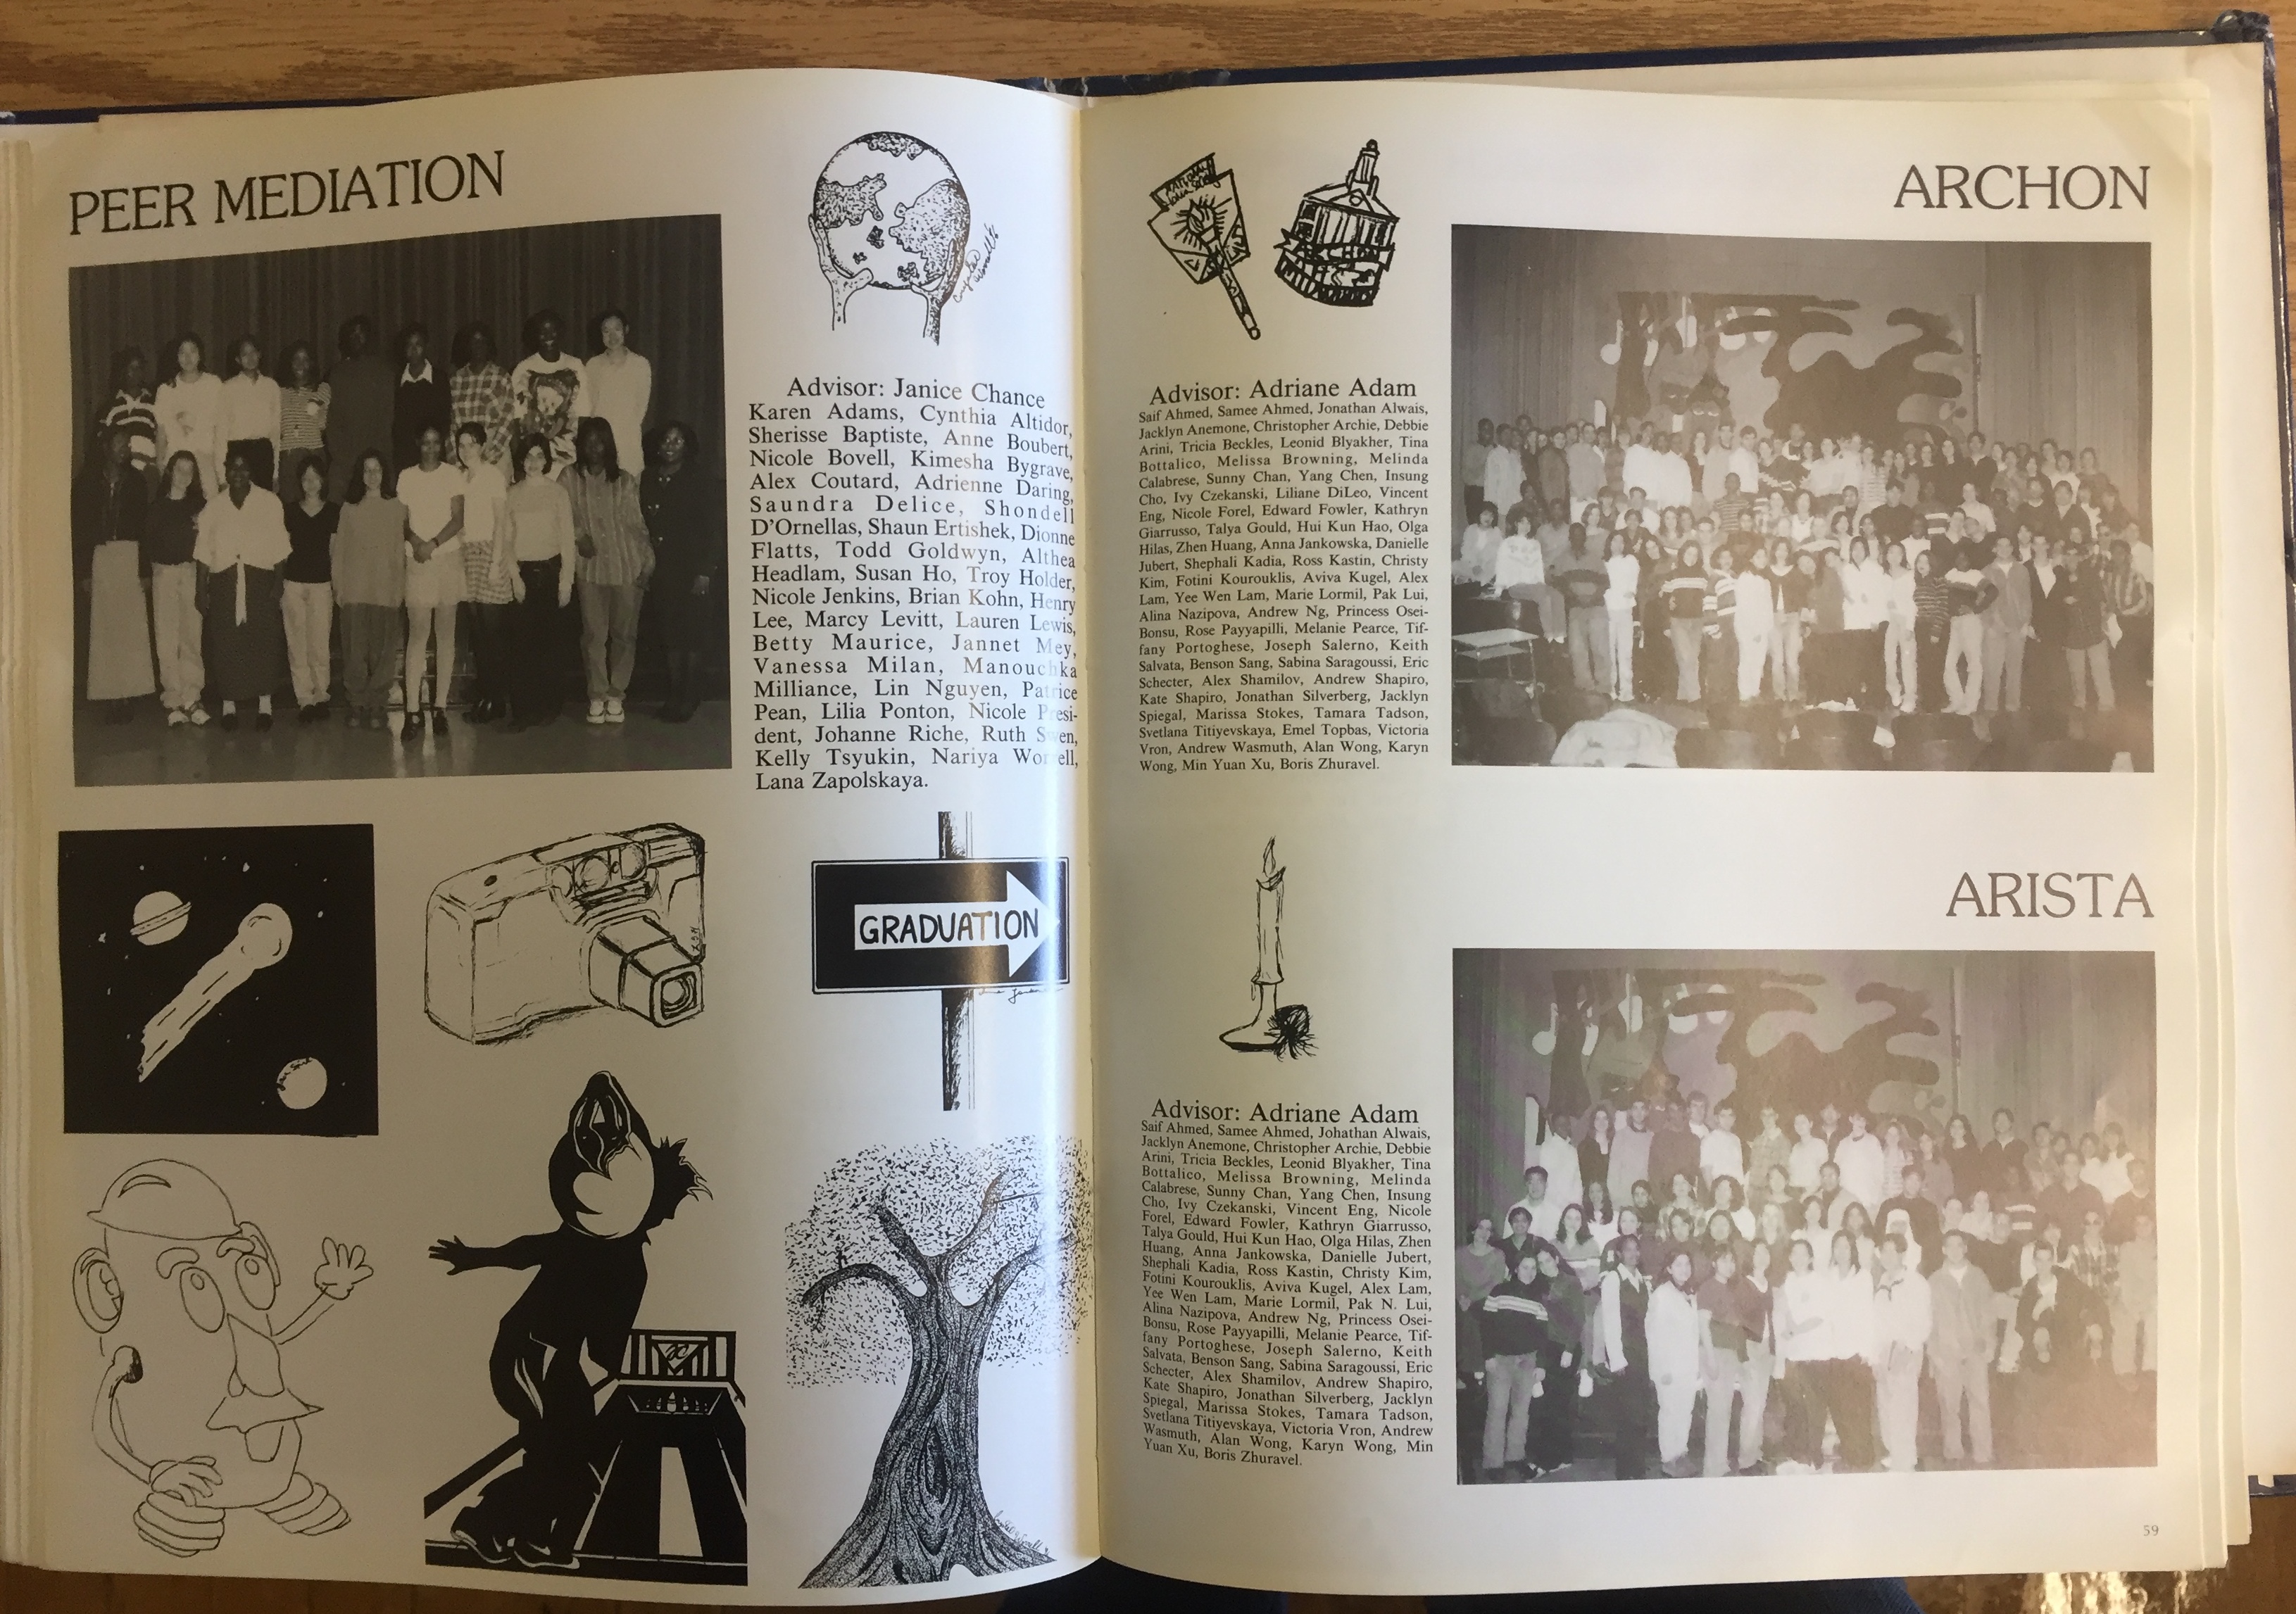 PEER MEDIATION
Advisor: Janice Chance
Karen Adams, Cynthia Altidor,
Sherisse Baptiste, Anne Boubert,
Nicole Bovell, Kimesha Bygrave,
Alex Coutard, Adrienne Daring,
Saundra Delice, Shondell
D'Ornellas, Shaun Ertishek, Dionne
Flatts, Todd Goldwyn, Althea
Headlam, Susan Ho, Troy Holder,
Nicole Jenkins, Brian Kohn, Henry
Lee, Marcy Levitt, Lauren Lewis,
Betty Maurice, Jannet Mey,
Vanessa Milan, Manouchka
Milliance, Lin Nguyen, Patrice
Pean, Lilia Ponton, Nicole Presi-
dent, Johanne Riche, Ruth
Kelly Tsyukin, Nariya
Lana Zapolskaya.
GRADUATION
ARCHON
Advisor: Adriane Adam
Saif Ahmed, Samee Ahmed, Jonathan Alwais,
Jacklyn Anemone, Christopher Archie, Debbie
Arini, Tricia Beckles, Leonid Blyakher, Tina
Bottalico, Melissa Browning, Melinda
Calabrese, Sunny Chan, Yang Chen, Insung
Cho, Ivy Czekanski, Liliane DiLeo, Vincent
Eng, Nicole Forel, Edward Fowler, Kathryn
Giarrusso, Talya Gould, Hui Kun Hao, Olga
Hilas, Zhen Huang, Anna Jankowska, Danielle
Jubert, Shephali Kadia, Ross Kastin, Christy
Kim, Fotini Kourouklis, Aviva Kugel, Alex
Lam, Yee Wen Lam, Marie Lormil, Pak Lui,
Alina Nazipova, Andrew Ng, Princess Osei-
Bonsu, Rose Payyapilli, Melanie Pearce, Tif-
fany Portoghese, Joseph Salerno, Keith
Salvata, Benson Sang, Sabina Saragoussi, Eric
Schecter, Alex Shamilov, Andrew Shapiro,
Kate Shapiro, Jonathan Silverberg, Jacklyn
Spiegel, Marissa Stokes, Tamara Tadson,
Svetlana Titiyevskaya, Emel Topbas, Victoria
Vron, Andrew Wasmuth, Alan Wong, Karyn
Wong, Min Yuan Xu, Boris Zhuravel.
ARISTA
Advisor: Adriane Adam
Saif Ahmed, Samee Ahmed, Johathan Alwais,
Jacklyn Anemone, Christopher Archie, Debbie
Arini, Tricia Beckles, Leonid Blyakher, Tina
Bottalico, Melissa Browning, Melinda
Calabrese, Sunny Chan, Yang Chen, Insung
Cho, Ivy Czekanski, Vincent Eng, Nicole
Forel, Edward Fowler, Kathryn Giarrusso,
Talya Gould, Hui Kun Hao, Olga Hilas, Zhen
Huang, Anna Jankowska, Danielle Jubert,
Shephali Kadia, Ross Kastin, Christy Kim,
Fotini Kourouklis, Aviva Kugel, Alex Lam,
Yee Wen Lam, Marie Lormil, Pak N. Lui,
Alina Nazipova, Andrew Ng, Princess Osei-
Bonsu, Rose Payyapilli, Melanie Pearce, Tif-
fany Portoghese, Joseph Salerno, Keith
Salvata, Benson Sang, Sabina Saragoussi, Eric
Schecter, Alex Shamilov, Andrew Shapiro,
Kate Shapiro, Jonathan Silverberg, Jacklyn
Spiegal, Marissa Stokes, Tamara Tadson,
Svetlana Titiyevskaya, Victoria Vron, Andrew
Wasmuth, Alan Wong, Karyn Wong, Min
Yuan Xu, Boris Zhuravel.
59